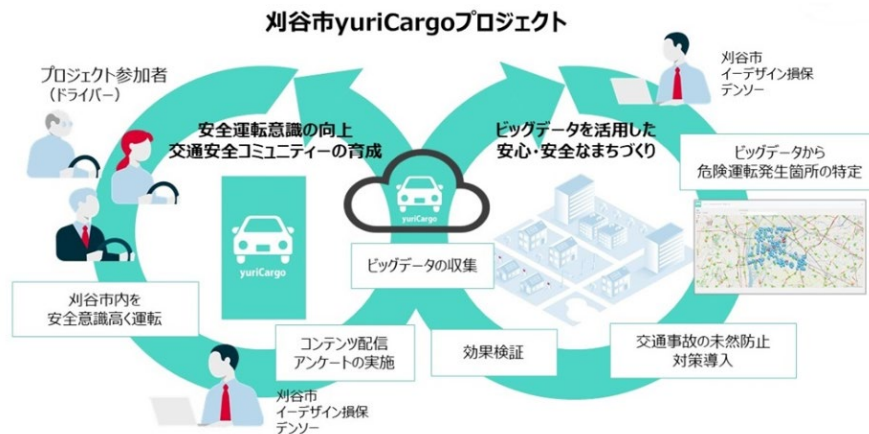 刈谷市yuriCargoプロジェクト
プロジェクト参加者
（ドライバー）
安全運転意識の向上
交通安全コミュニティーの育成
yuriCargo
刈谷市内を
安全意識高く運転
コンテンツ配信
アンケートの実施
刈谷市
イーデザイン損保
デンソー
yuriCargo
ビッグデータの収集
ビッグデータを活用した
安心・安全なまちづくり
刈谷市
イーデザイン損保
デンソー
ビッグデータから
危険運転発生箇所の特定
交通事故の未然防止
対策導入
効果検証